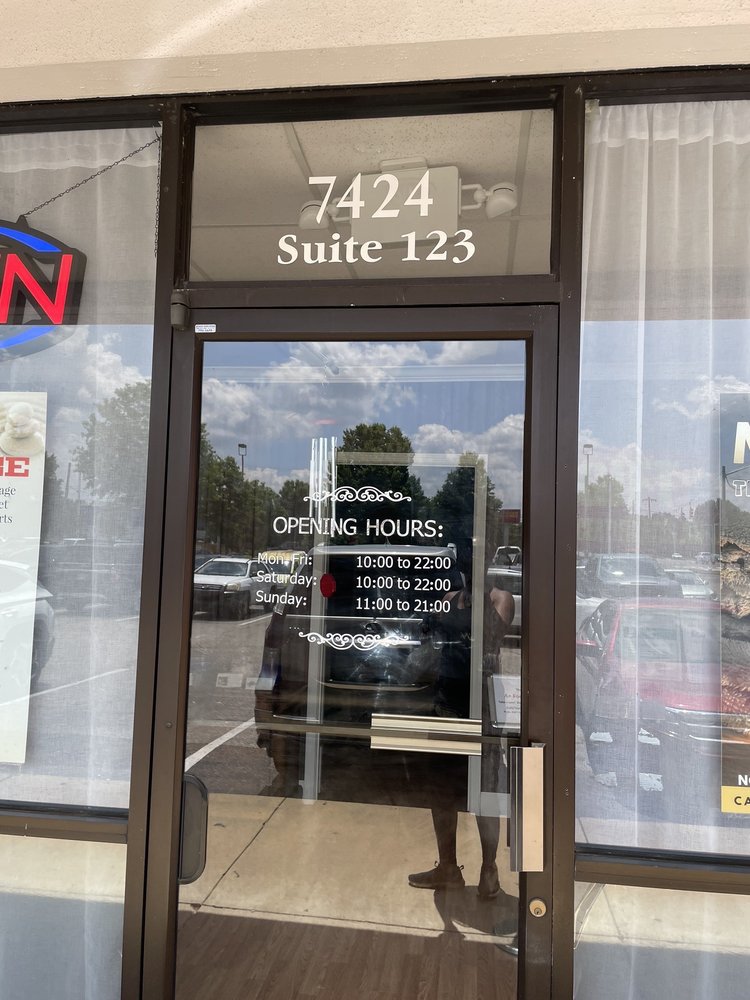 7424
Suite 123
OPENING HOURS:
Mon-Fri: 10:00 to 22:00
Saturday: 10:00 to 22:00
Sunday: 11:00 to 21:00